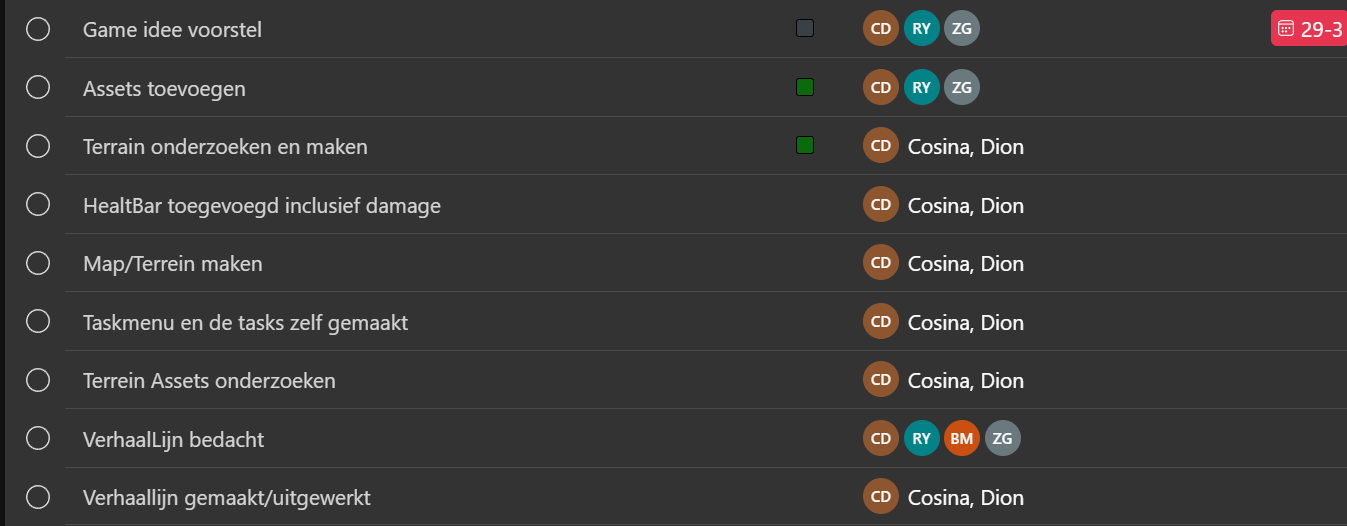 Game idee voorstel CD RY ZG 29-3
Assets toevoegen CD RY ZG
Terrain onderzoeken en maken CD Cosina, Dion
HealtBar toegevoegd inclusief damage CD Cosina, Dion
Map/Terrein maken CD Cosina, Dion
Taskmenu en de tasks zelf gemaakt CD Cosina, Dion
Terrein Assets onderzoeken CD Cosina, Dion
VerhaalLijn bedacht CD RY BM ZG
Verhaallijn gemaakt/uitgewerkt CD Cosina, Dion